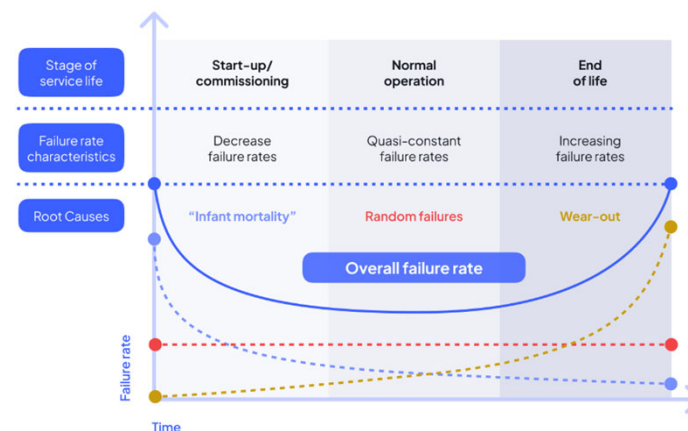 Stage of
service life
Start-up/
commissioning
Normal
operation
End
of life
Failure rate
characteristics
Decrease
failure rates
Quasi-constant
failure rates
Increasing
failure rates
Root Causes
“Infant mortality”
Random failures
Wear-out
Overall failure rate
Failure rate
Time